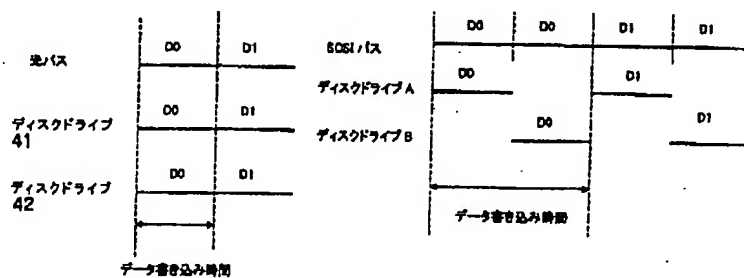 D0 D1
光バス
D0 D1
ディスクドライブ
41
D0 D1
ディスクドライブ
42
データ書き込み時間
D0 D0 D1 D1
SCSIバス
D0 D1
ディスクドライブA
D0 D1
ディスクドライブB
データ書き込み時間